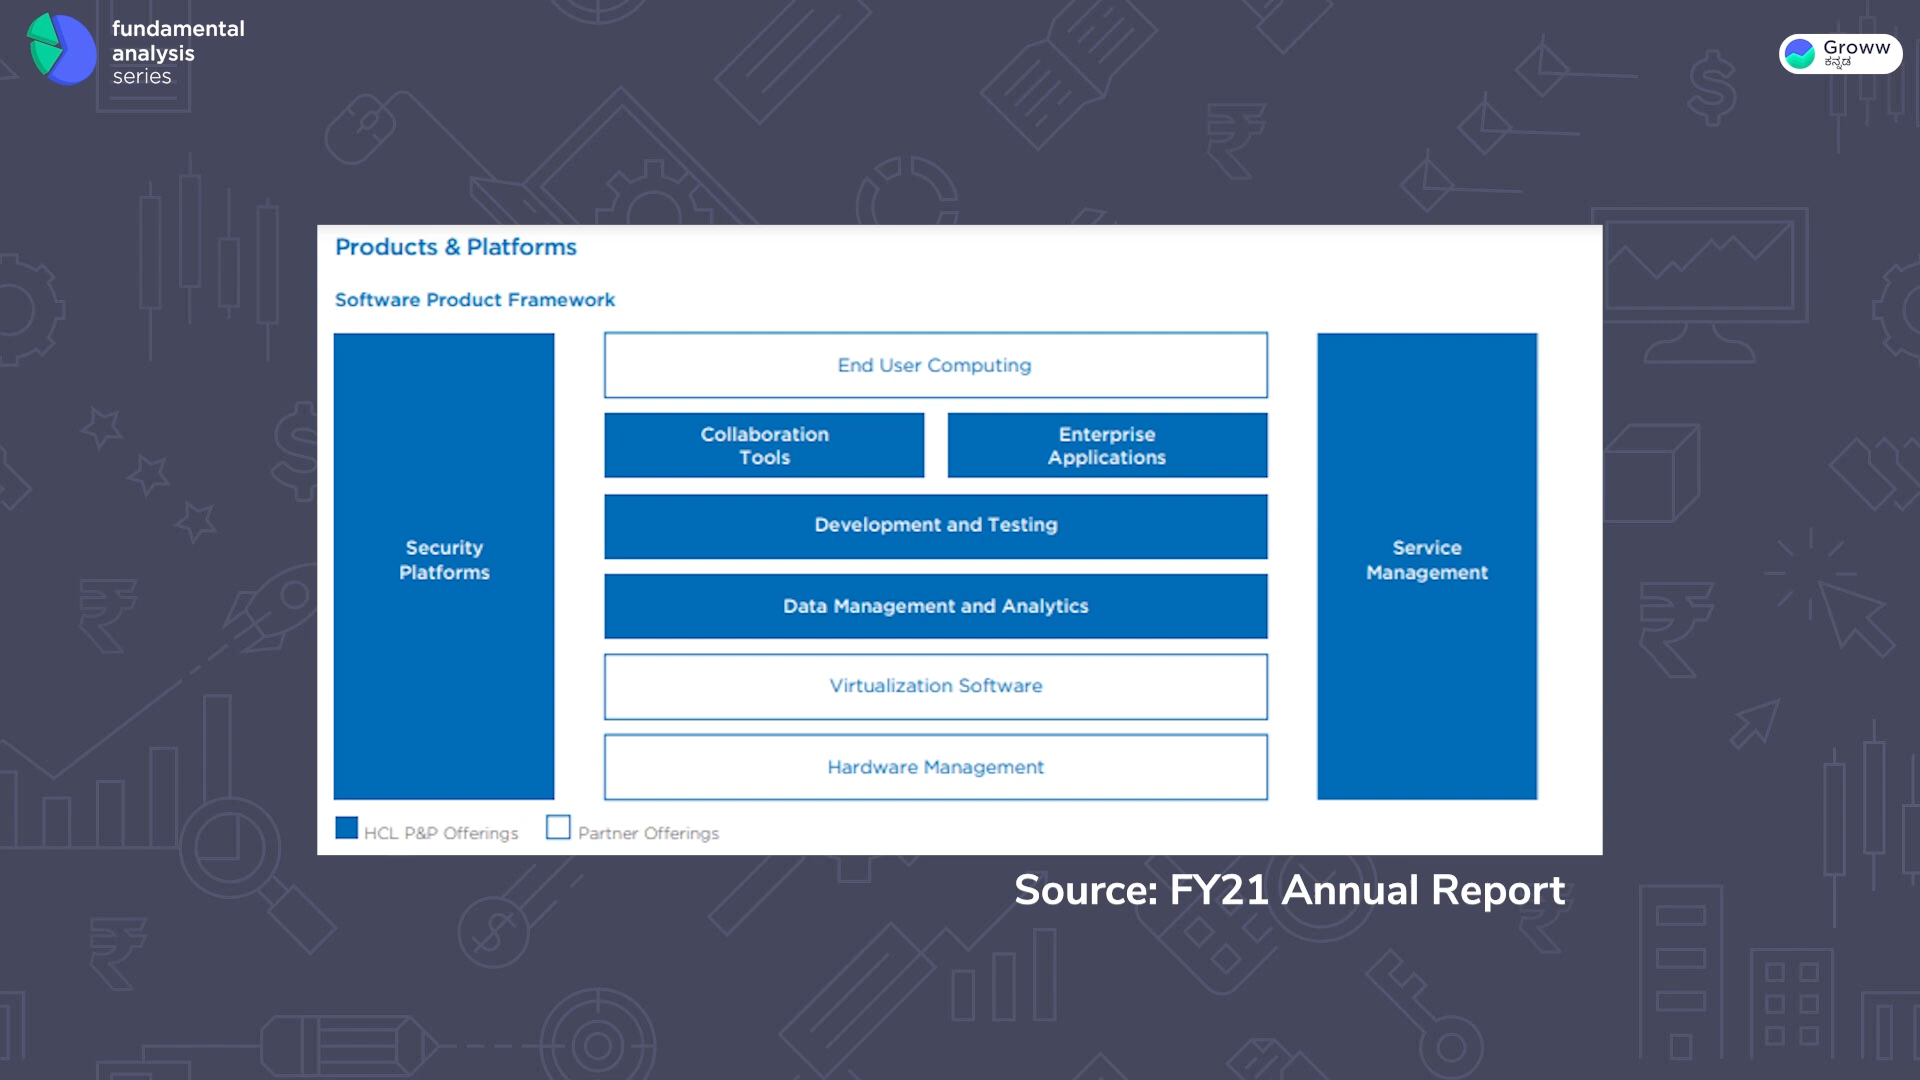 fundamental
analysis
series
Groww
ಕನ್ನಡ
Products & Platforms
Software Product Framework
Security
Platforms
End User Computing
Collaboration
Tools
Enterprise
Applications
Development and Testing
Data Management and Analytics
Virtualization Software
Hardware Management
Service
Management
HCL P&P Offerings
Partner Offerings
Source: FY21 Annual Report